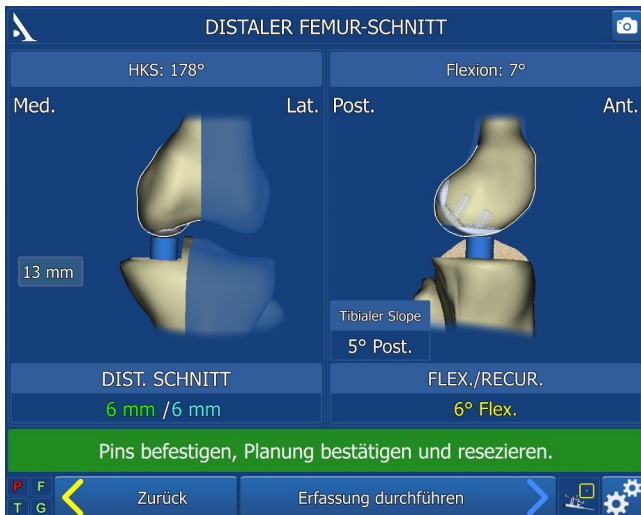 DISTALER FEMUR-SCHNITT
HKS: 178°
Flexion: 7°
Med.
Lat.
Post.
Ant.
13 mm
Tibialer Slope
5° Post.
DIST. SCHNITT
FLEX./RECUR.
6 mm /6 mm
6° Flex.
Pins befestigen, Planung bestätigen und resezieren.
P F
Zurück
Erfassung durchführen
T G